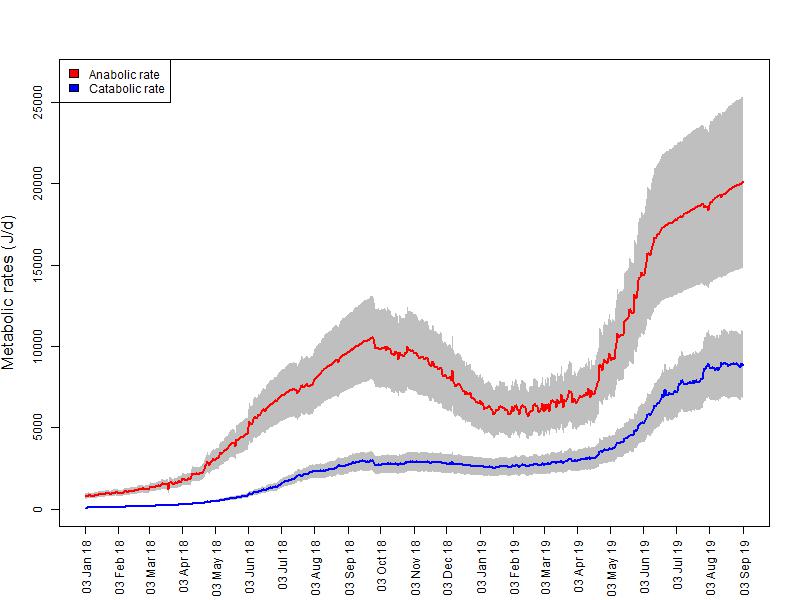 Anabolic rate
Catabolic rate
Metabolic rates (J/d)
25000
20000
15000
10000
5000
0
03 Jan 18
03 Feb 18
03 Mar 18
03 Apr 18
03 May 18
03 Jun 18
03 Jul 18
03 Aug 18
03 Sep 18
03 Oct 18
03 Nov 18
03 Dec 18
03 Jan 19
03 Feb 19
03 Mar 19
03 Apr 19
03 May 19
03 Jun 19
03 Jul 19
03 Aug 19
03 Sep 19